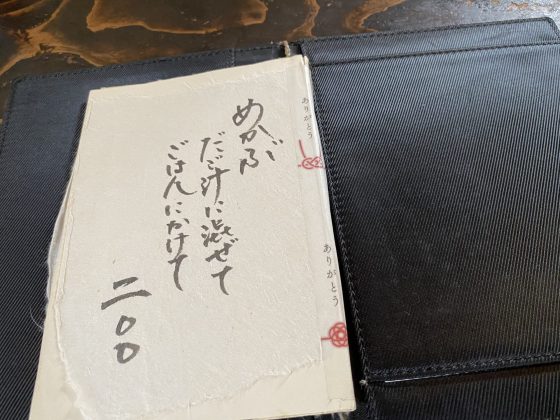 めかぶ
だご汁に混ぜて
ごはんにかけて
二〇〇
ありがとう
ありがとう